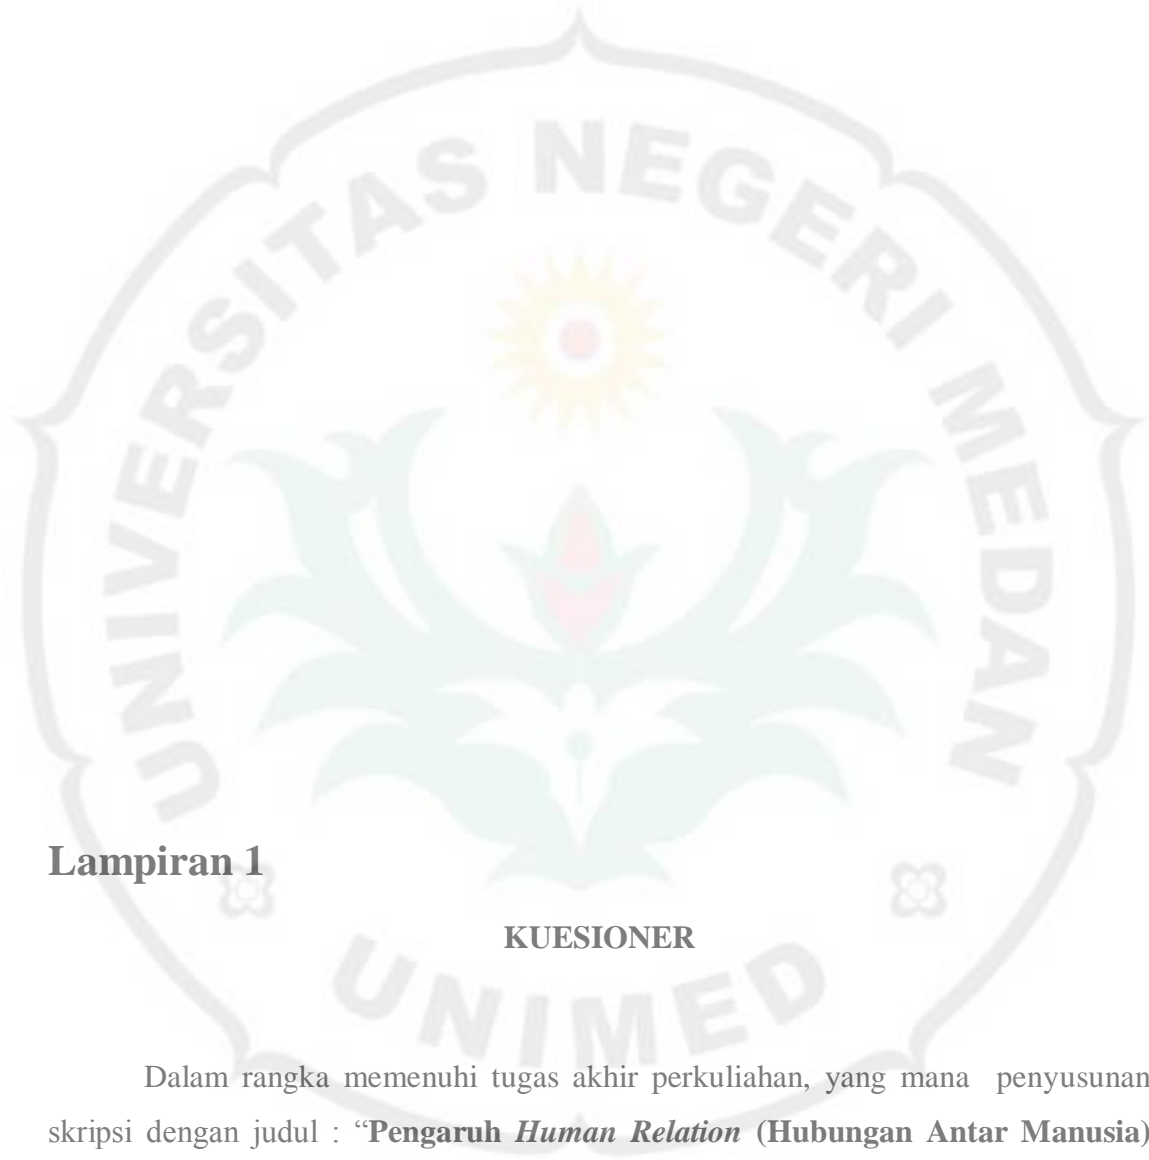 UNIVERSITAS NEGERI MEDAN
Lampiran 1
KUESIONER
UNIMED
Dalam rangka memenuhi tugas akhir perkuliahan, yang mana penyusunan
skripsi dengan judul : “Pengaruh Human Relation (Hubungan Antar Manusia)